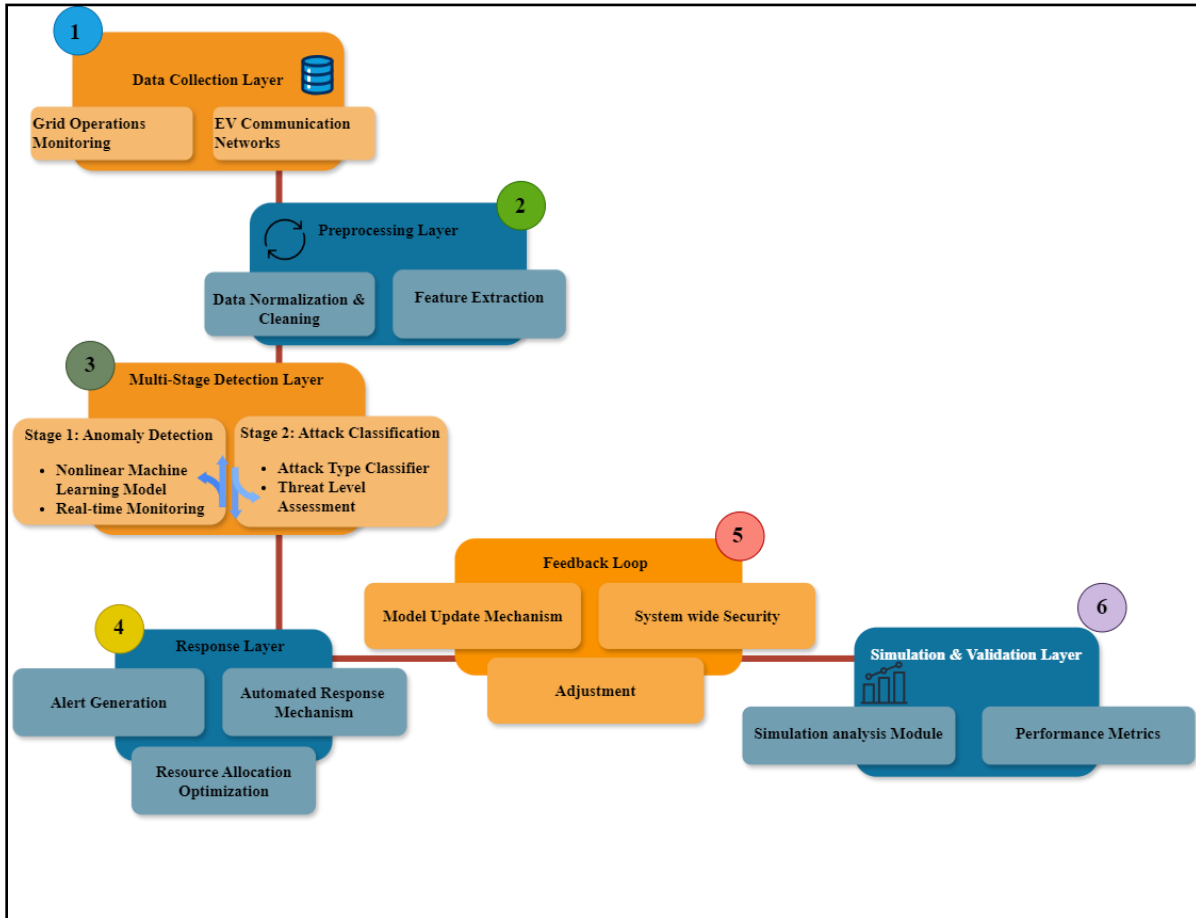 1
Data Collection Layer
Grid Operations
Monitoring
EV Communication
Networks
2
Preprocessing Layer
Data Normalization &
Cleaning
Feature Extraction
3
Multi-Stage Detection Layer
Stage 1: Anomaly Detection
• Nonlinear Machine
Learning Model
• Real-time Monitoring
Stage 2: Attack Classification
• Attack Type Classifier
• Threat Level
Assessment
4
Response Layer
Alert Generation
Automated Response
Mechanism
Resource Allocation
Optimization
5
Feedback Loop
Model Update Mechanism
System wide Security
Adjustment
6
Simulation & Validation Layer
Simulation analysis Module
Performance Metrics